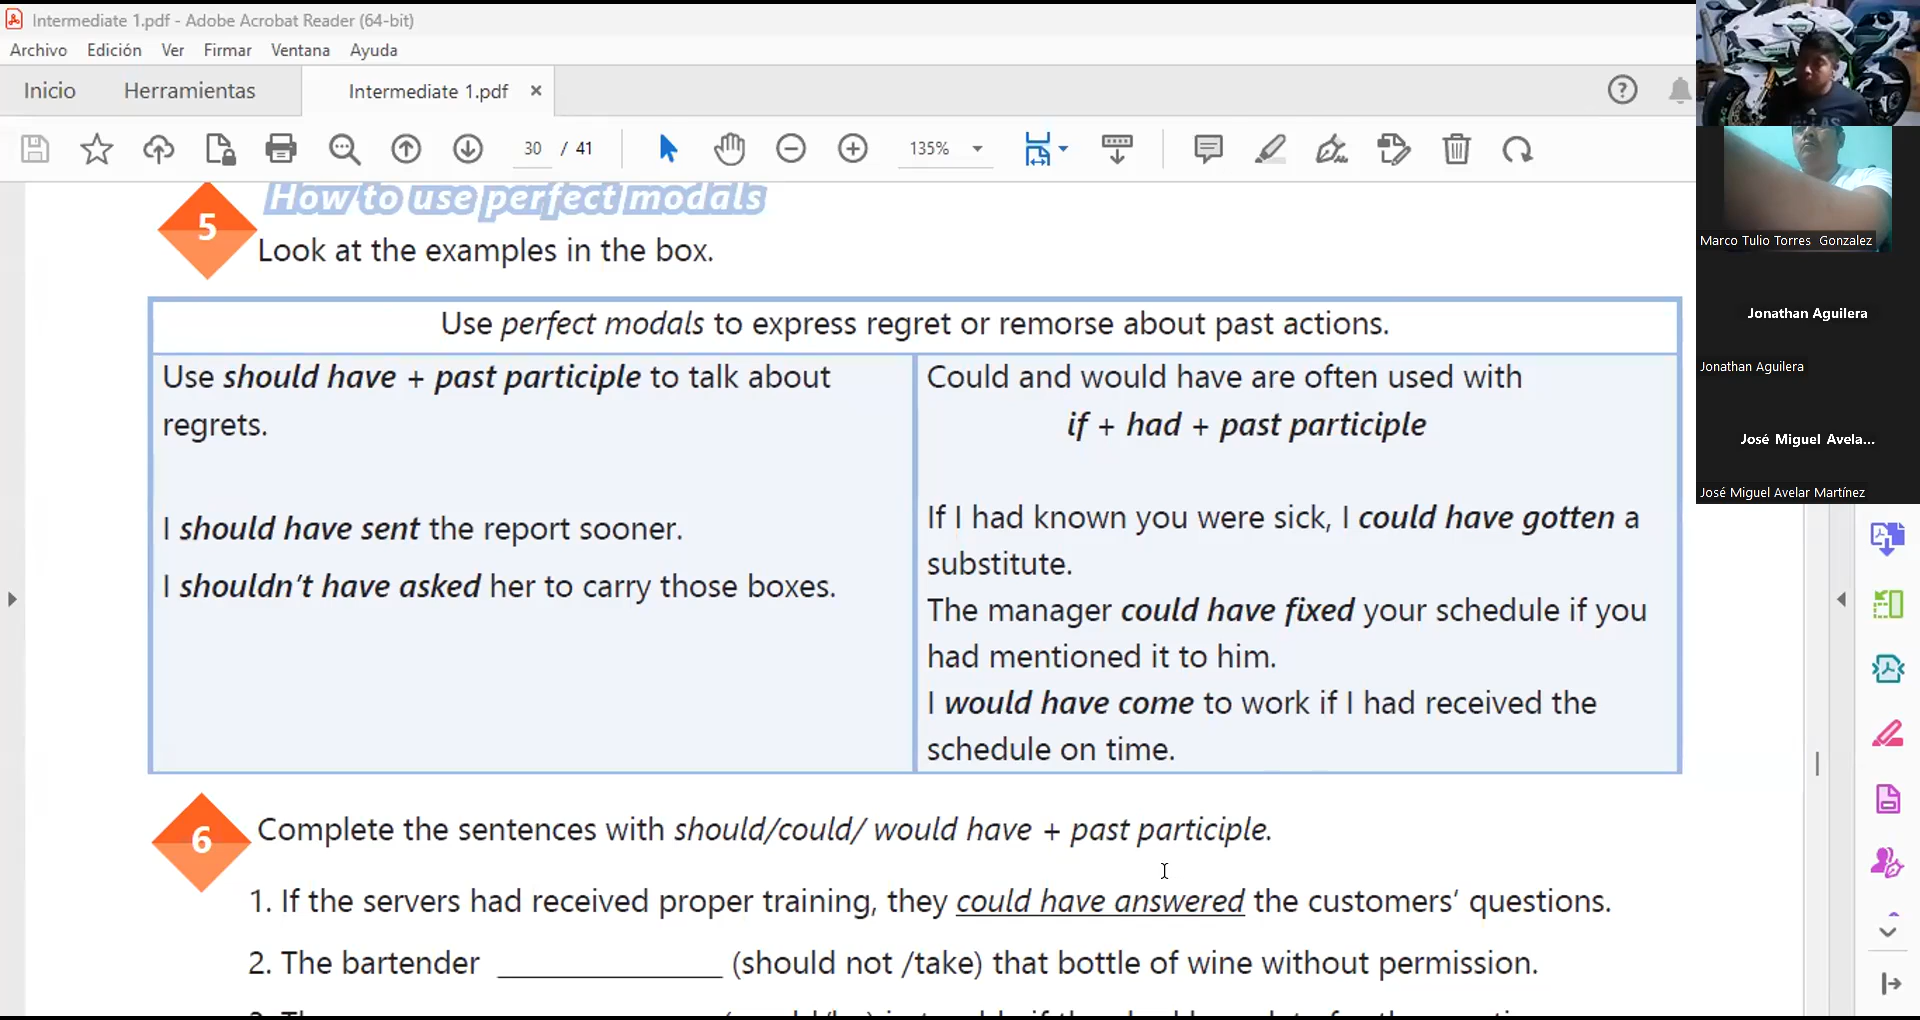 Intermediate 1.pdf - Adobe Acrobat Reader (64-bit)
Archivo Edición Ver Firmar Ventana Ayuda
Inicio Herramientas Intermediate 1.pdf ×
30 / 41 135%
5
How to use perfect modals
Look at the examples in the box.
Use perfect modals to express regret or remorse about past actions.
Use should have + past participle to talk about
regrets.
I should have sent the report sooner.
I shouldn't have asked her to carry those boxes.
Could and would have are often used with
if + had + past participle
If I had known you were sick, I could have gotten a
substitute.
The manager could have fixed your schedule if you
had mentioned it to him.
I would have come to work if I had received the
schedule on time.
6
Complete the sentences with should/could/ would have + past participle.
1. If the servers had received proper training, they could have answered the customers' questions.
2. The bartender ______________ (should not /take) that bottle of wine without permission.
Marco Tulio Torres Gonzalez
Jonathan Aguilera
Jonathan Aguilera
José Miguel Avela...
José Miguel Avelar Martínez